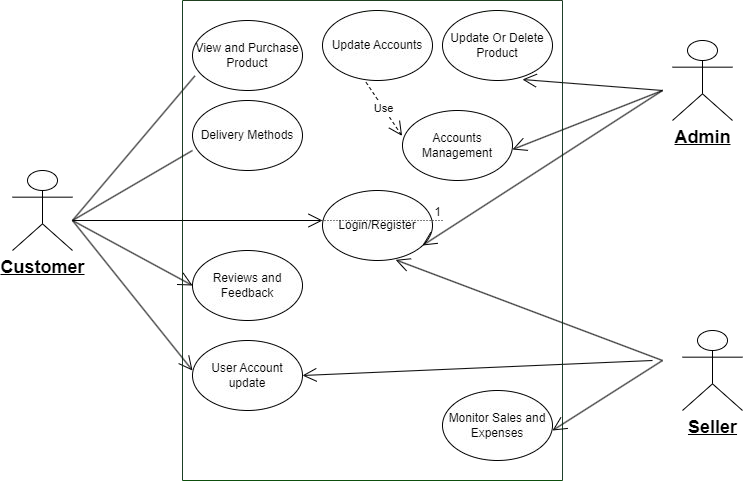 View and Purchase
Product
Update Accounts
Update Or Delete
Product
Use
Delivery Methods
Accounts
Management
Admin
1
Login/Register
Customer
Reviews and
Feedback
User Account
update
Monitor Sales and
Expenses
Seller